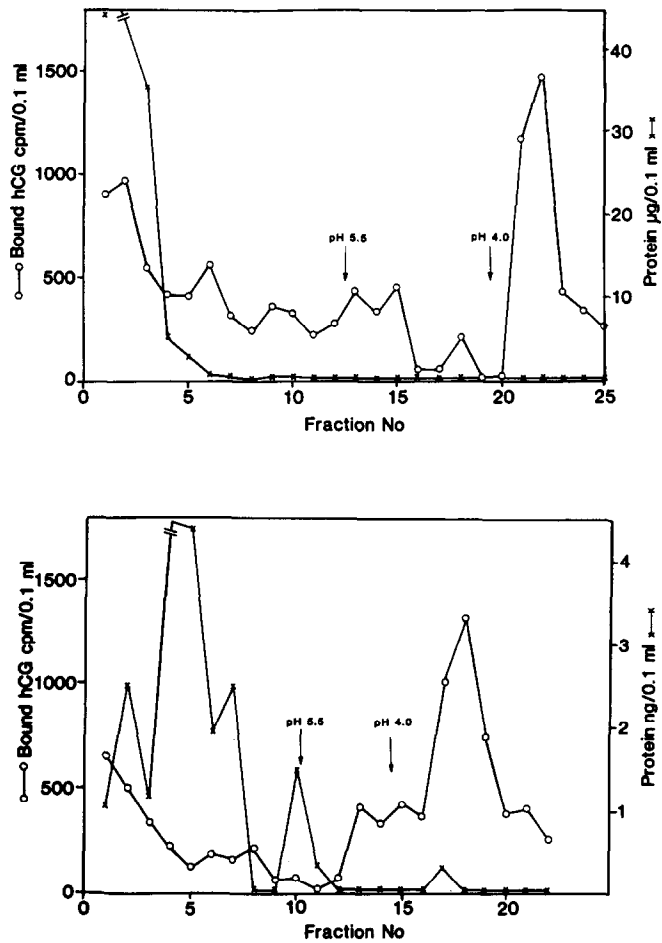 1500
1000
500
0
40
30
20
10
Bound hCG cpm/0.1 ml
Protein µg/0.1 ml
pH 5.5
pH 4.0
0 5 10 15 20 25
Fraction No
1500
1000
500
0
4
3
2
1
Bound hCG cpm/0.1 ml
Protein ng/0.1 ml
pH 5.5
pH 4.0
0 5 10 15 20
Fraction No